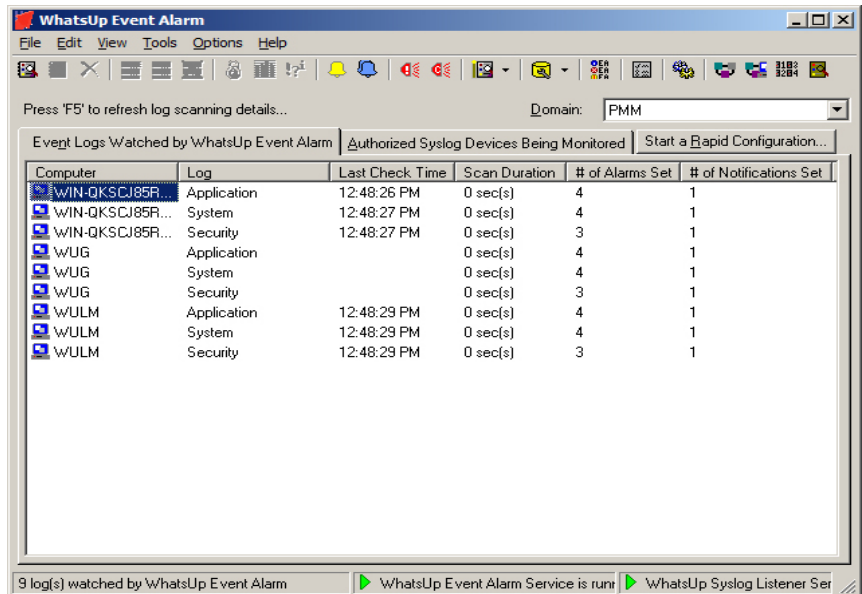 WhatsUp Event Alarm
File Edit View Tools Options Help
Press 'F5' to refresh log scanning details... Domain: PMM
Event Logs Watched by WhatsUp Event Alarm Authorized Syslog Devices Being Monitored Start a Rapid Configuration...
Computer Log Last Check Time Scan Duration # of Alarms Set # of Notifications Set
WIN-QKSCJ85R... Application 12:48:26 PM 0 sec(s) 4 1
WIN-QKSCJ85R... System 12:48:27 PM 0 sec(s) 4 1
WIN-QKSCJ85R... Security 12:48:27 PM 0 sec(s) 3 1
WUG Application 0 sec(s) 4 1
WUG System 0 sec(s) 4 1
WUG Security 0 sec(s) 3 1
WULM Application 12:48:29 PM 0 sec(s) 4 1
WULM System 12:48:29 PM 0 sec(s) 4 1
WULM Security 12:48:29 PM 0 sec(s) 3 1
9 log(s) watched by WhatsUp Event Alarm WhatsUp Event Alarm Service is runr WhatsUp Syslog Listener Ser